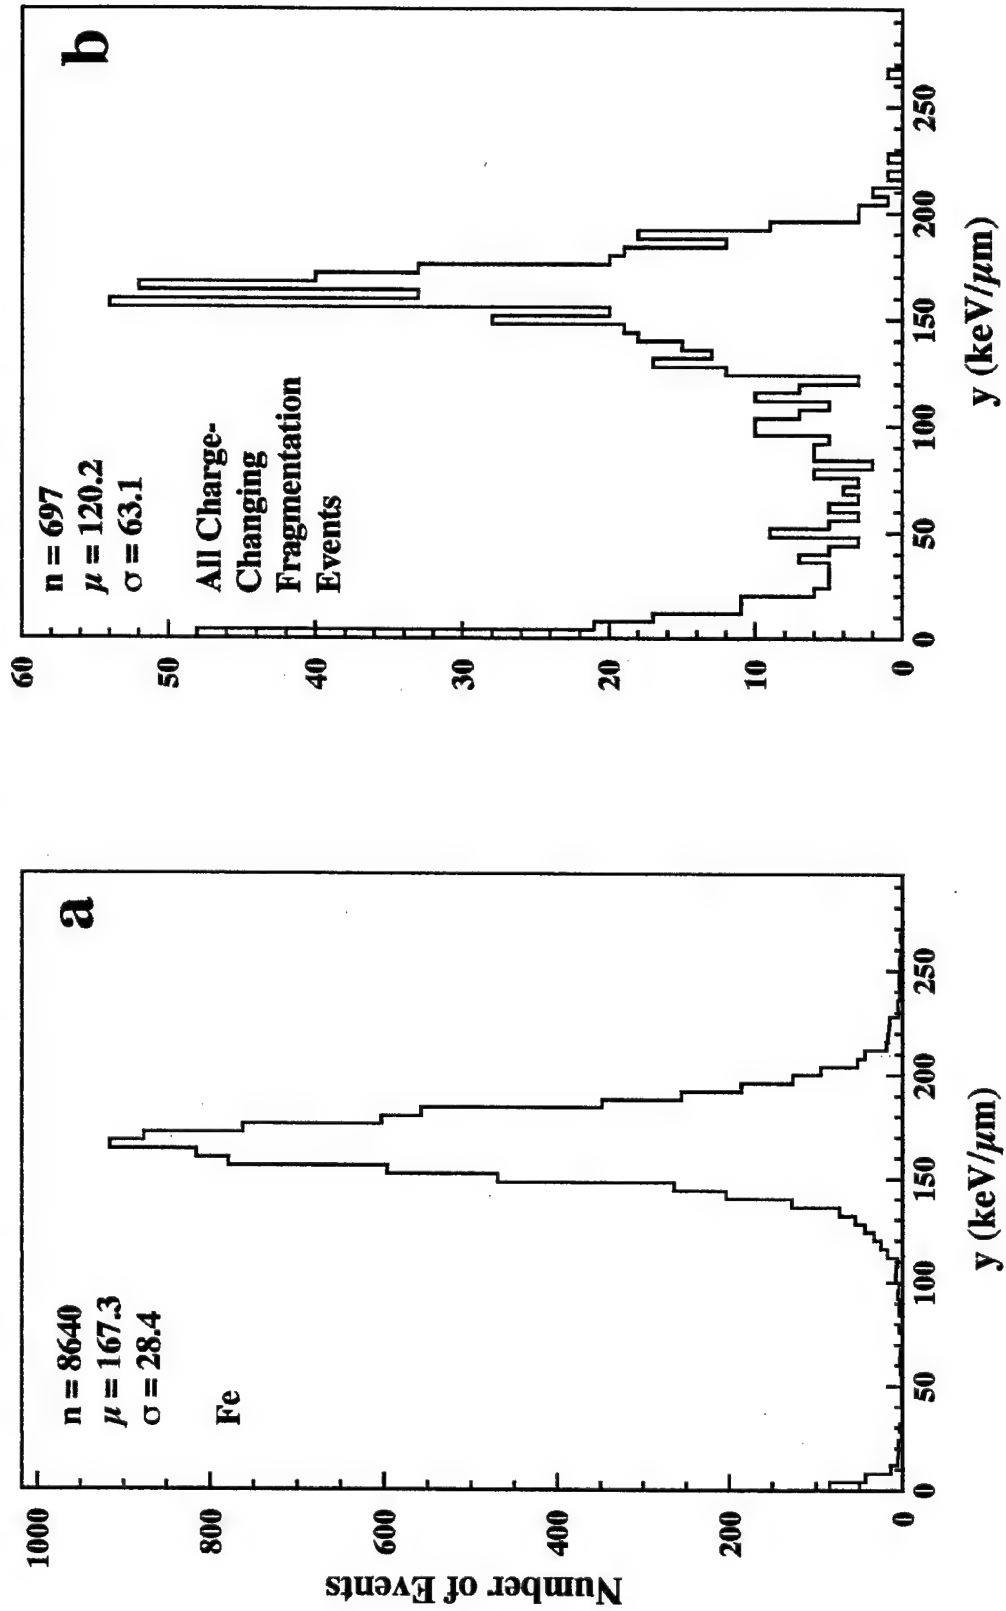 a
n = 8640
μ = 167.3
σ = 28.4
Fe
1000
800
600
400
200
0
Number of Events
0
50
100
150
200
250
y (keV/μm)
b
n = 697
μ = 120.2
σ = 63.1
All Charge-
Changing
Fragmentation
Events
60
50
40
30
20
10
0
0
50
100
150
200
250
y (keV/μm)